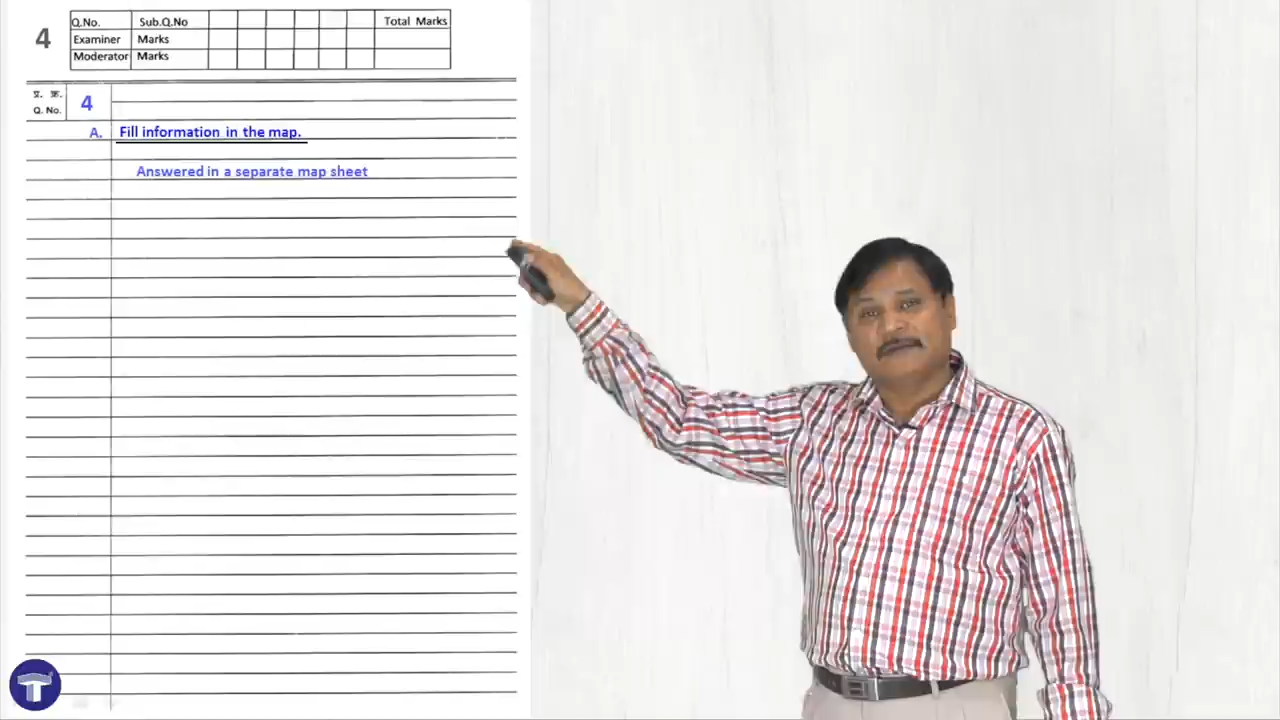 4
Q.No. Sub.Q.No Total Marks
Examiner Marks
Moderator Marks
प्र. क्र.
Q. No. 4
A. Fill information in the map.
Answered in a separate map sheet
T